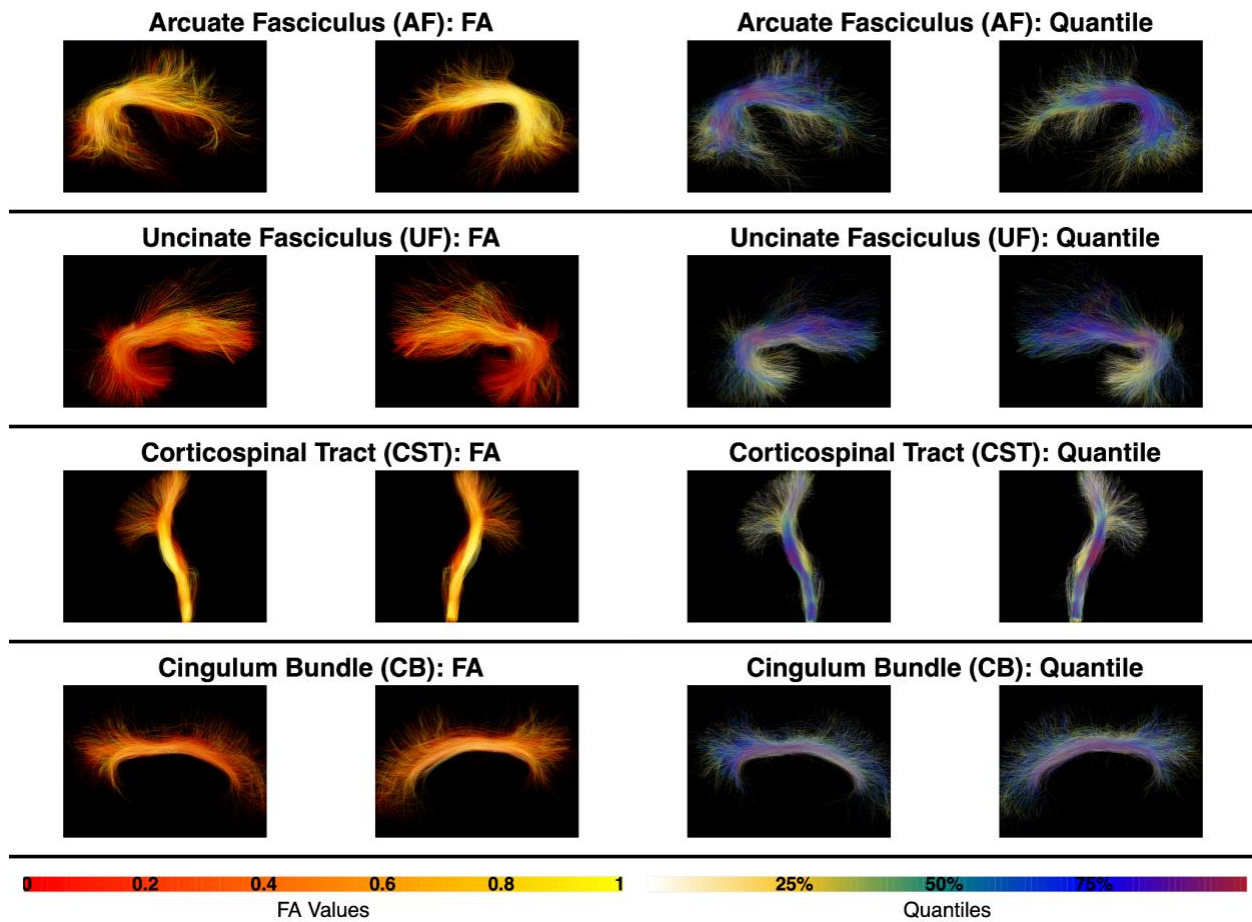 Arcuate Fasciculus (AF): FA
Arcuate Fasciculus (AF): Quantile
Uncinate Fasciculus (UF): FA
Uncinate Fasciculus (UF): Quantile
Corticospinal Tract (CST): FA
Corticospinal Tract (CST): Quantile
Cingulum Bundle (CB): FA
Cingulum Bundle (CB): Quantile
0 0.2 0.4 0.6 0.8 1
25% 50% 75%
FA Values
Quantiles